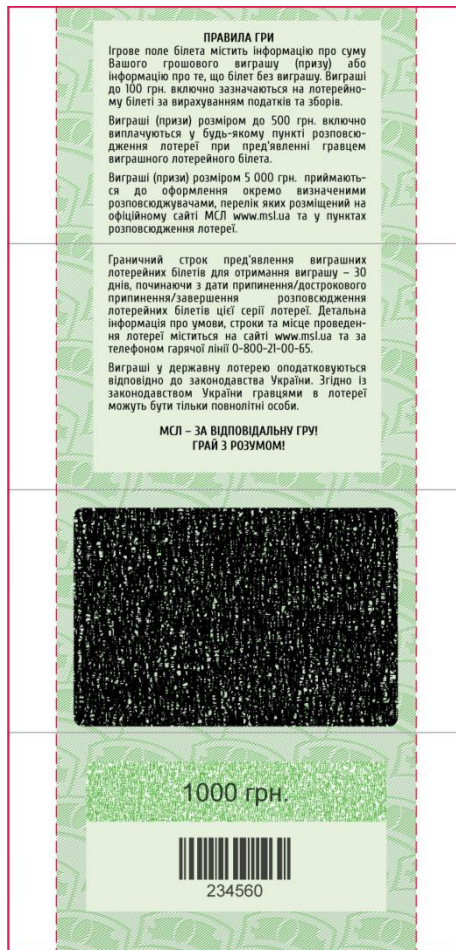 ПРАВИЛА ГРИ
Ігрове поле білета містить інформацію про суму
Вашого грошового виграшу (призу) або
інформацію про те, що білет без виграшу. Виграші
до 100 грн. включно зазначаються на лотерейно-
му білеті за вирахуванням податків та зборів.
Виграші (призи) розміром до 500 грн. включно
виплачуються у будь-якому пункті розповсю-
дження лотереї при пред'явленні гравцем
виграшного лотерейного білета.
Виграші (призи) розміром 5 000 грн. приймають-
ся до оформлення окремо визначеними
розповсюджувачами, перелік яких розміщений на
офіційному сайті МСЛ www.msl.ua та у пунктах
розповсюдження лотереї.
Граничний строк пред'явлення виграшних
лотерейних білетів для отримання виграшу – 30
днів, починаючи з дати припинення/дострокового
припинення/завершення розповсюдження
лотерейних білетів цієї серії лотереї. Детальна
інформація про умови, строки та місце проведен-
ня лотереї міститься на сайті www.msl.ua та за
телефоном гарячої лінії 0-800-21-00-65.
Виграші у державну лотерею оподатковуються
відповідно до законодавства України. Згідно із
законодавством України гравцями в лотереї
можуть бути тільки повнолітні особи.
МСЛ – ЗА ВІДПОВІДАЛЬНУ ГРУ!
ГРАЙ З РОЗУМОМ!
1000 грн.
234560